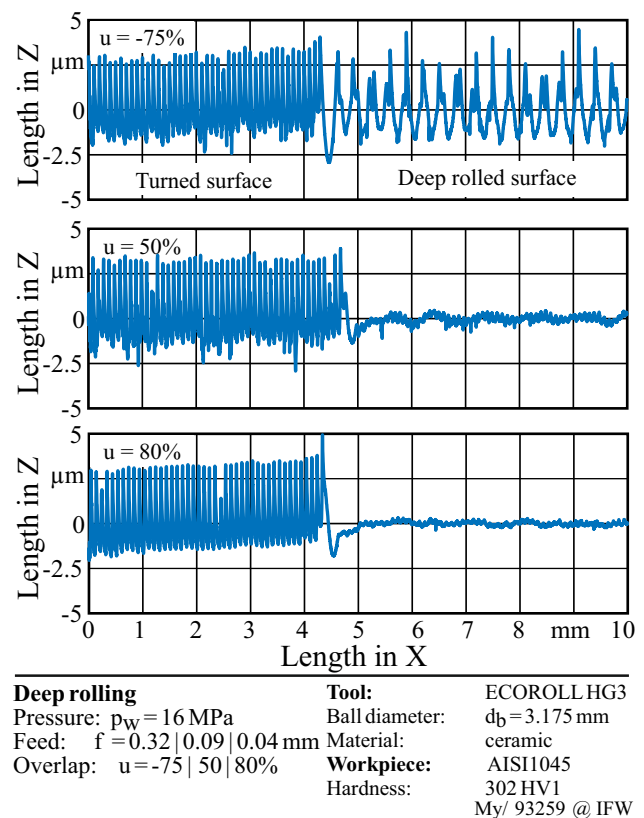 5
u = -75%
μm
0
-2.5
-5
Length in Z
Turned surface
Deep rolled surface
5
u = 50%
μm
0
-2.5
-5
Length in Z
5
u = 80%
μm
0
-2.5
-5
Length in Z
0 1 2 3 4 5 6 7 8 mm 10
Length in X
Deep rolling
Pressure: pw = 16 MPa
Feed: f = 0.32 | 0.09 | 0.04 mm
Overlap: u = -75 | 50 | 80%
Tool: ECOROLL HG3
Ball diameter: db = 3.175 mm
Material: ceramic
Workpiece: AISI1045
Hardness: 302 HV1
My/ 93259 @ IFW